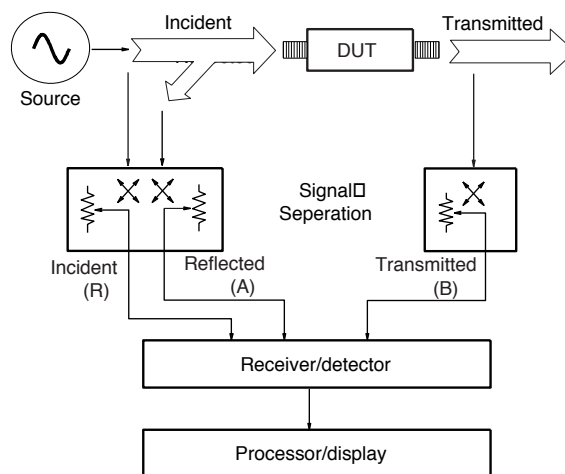 Incident
Transmitted
DUT
Source
Signal□
Seperation
Incident
(R)
Reflected
(A)
Transmitted
(B)
Receiver/detector
Processor/display